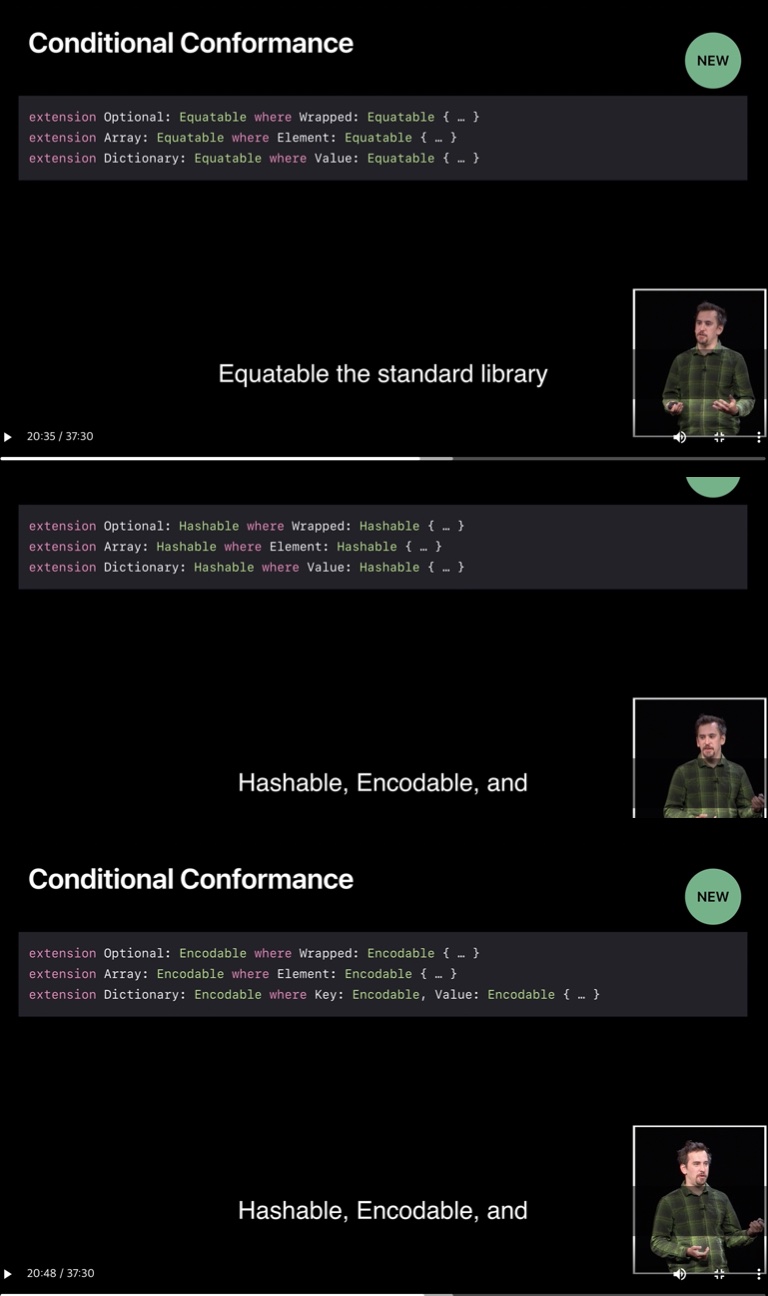 Conditional Conformance
NEW
extension Optional: Equatable where Wrapped: Equatable { … }
extension Array: Equatable where Element: Equatable { … }
extension Dictionary: Equatable where Value: Equatable { … }
Equatable the standard library
20:35 / 37:30
extension Optional: Hashable where Wrapped: Hashable { … }
extension Array: Hashable where Element: Hashable { … }
extension Dictionary: Hashable where Value: Hashable { … }
Hashable, Encodable, and
Conditional Conformance
NEW
extension Optional: Encodable where Wrapped: Encodable { … }
extension Array: Encodable where Element: Encodable { … }
extension Dictionary: Encodable where Key: Encodable, Value: Encodable { … }
Hashable, Encodable, and
20:48 / 37:30